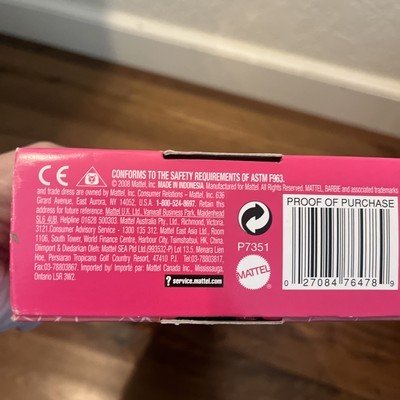 CE
CONFORMS TO THE SAFETY REQUIREMENTS OF ASTM F963.
© 2008 Mattel, Inc. MADE IN INDONESIA. Manufactured for Mattel. All Rights Reserved. MATTEL, BARBIE and associated trademarks
and trade dress are owned by Mattel, Inc. Consumer Relations – Mattel, Inc. 636
Girard Avenue, East Aurora, NY 14052, U.S.A. 1-800-524-8697. Retain this
address for future reference. Mattel U.K. Ltd., Vanwall Business Park, Maidenhead
SL6 4UB. Helpline 01628 500303. Mattel Australia Pty., Ltd., Richmond, Victoria.
3121.Consumer Advisory Service - 1300 135 312. Mattel East Asia Ltd., Room
1106, South Tower, World Finance Centre, Harbour City, Tsimshatsui, HK, China.
Diimport & Diedarkan Oleh: Mattel SEA Ptd Ltd.(993532-P) Lot 13.5, Menara Lien
Hoe, Persiaran Tropicana Golf Country Resort, 47410 PJ. Tel:03-78803817,
Fax:03-78803867. Imported by/ Importé par: Mattel Canada Inc., Mississauga,
Ontario L5R 3W2.
? service.mattel.com
P7351
MATTEL
PROOF OF PURCHASE
0 27084 76478 9